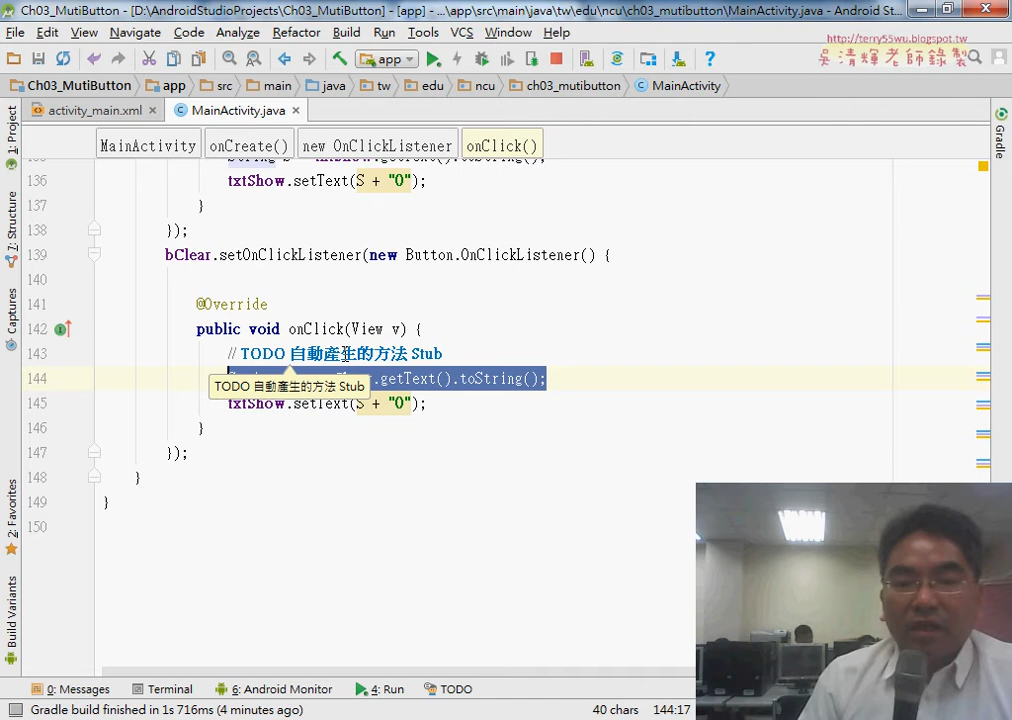 Ch03_MutiButton - [D:\AndroidStudioProjects\Ch03_MutiButton] - [app] - ...\app\src\main\java\tw\edu\ncu\ch03_mutibutton\MainActivity.java - Android St...
File Edit View Navigate Code Analyze Refactor Build Run Tools VCS Window Help
http://terry55wu.blogspot.tw
吳清輝老師錄製
app
Ch03_MutiButton app src main java tw edu ncu ch03_mutibutton MainActivity
activity_main.xml MainActivity.java
MainActivity onCreate() new OnClickListener onClick()
136 txtShow.setText(S + "0");
137 }
138 });
139 bClear.setOnClickListener(new Button.OnClickListener() {
140
141 @Override
142 public void onClick(View v) {
143 // TODO 自動產生的方法 Stub
144 .getText().toString();
TODO 自動產生的方法 Stub
145 txtShow.setText(S + "0");
146 }
147 });
148 }
149 }
150
1: Project
7: Structure
Captures
2: Favorites
Build Variants
Gradle
0: Messages Terminal 6: Android Monitor 4: Run TODO
Gradle build finished in 1s 716ms (4 minutes ago) 40 chars 144:17